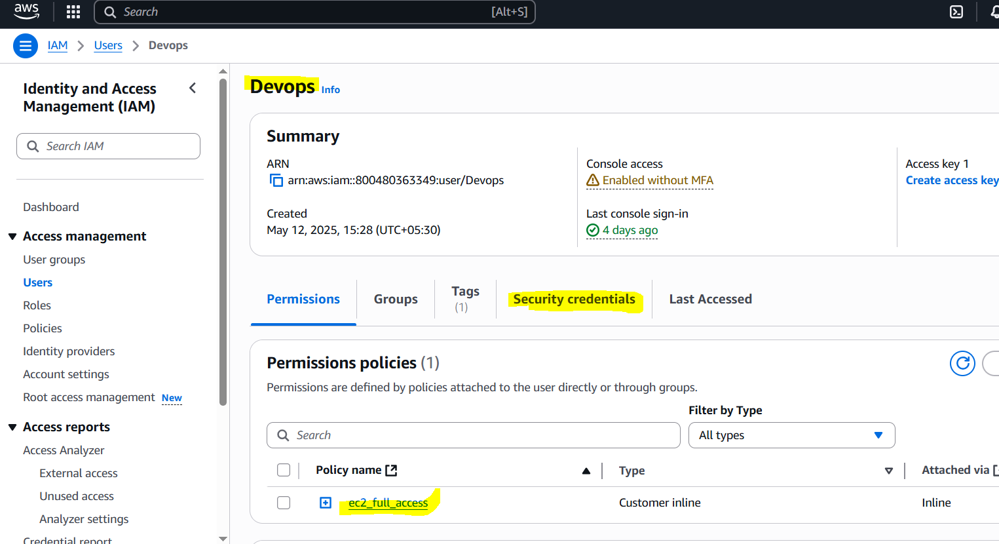 aws
Search [Alt+S]
IAM > Users > Devops
Identity and Access
Management (IAM)
Search IAM
Dashboard
Access management
User groups
Users
Roles
Policies
Identity providers
Account settings
Root access management New
Access reports
Access Analyzer
External access
Unused access
Analyzer settings
Credential report
Devops Info
Summary
ARN
arn:aws:iam::800480363349:user/Devops
Created
May 12, 2025, 15:28 (UTC+05:30)
Console access
Enabled without MFA
Last console sign-in
4 days ago
Access key 1
Create access key
Permissions
Groups
Tags
(1)
Security credentials
Last Accessed
Permissions policies (1)
Permissions are defined by policies attached to the user directly or through groups.
Filter by Type
Search
All types
Policy name Type Attached via
ec2_full_access Customer inline Inline